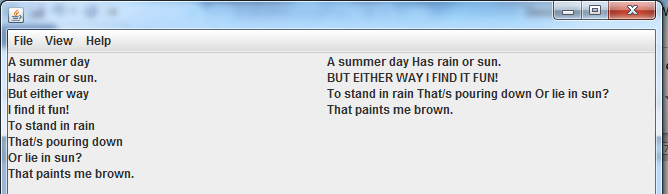 File View Help
A summer day
Has rain or sun.
But either way
I find it fun!
To stand in rain
That/s pouring down
Or lie in sun?
That paints me brown.
A summer day Has rain or sun.
BUT EITHER WAY I FIND IT FUN!
To stand in rain That/s pouring down Or lie in sun?
That paints me brown.